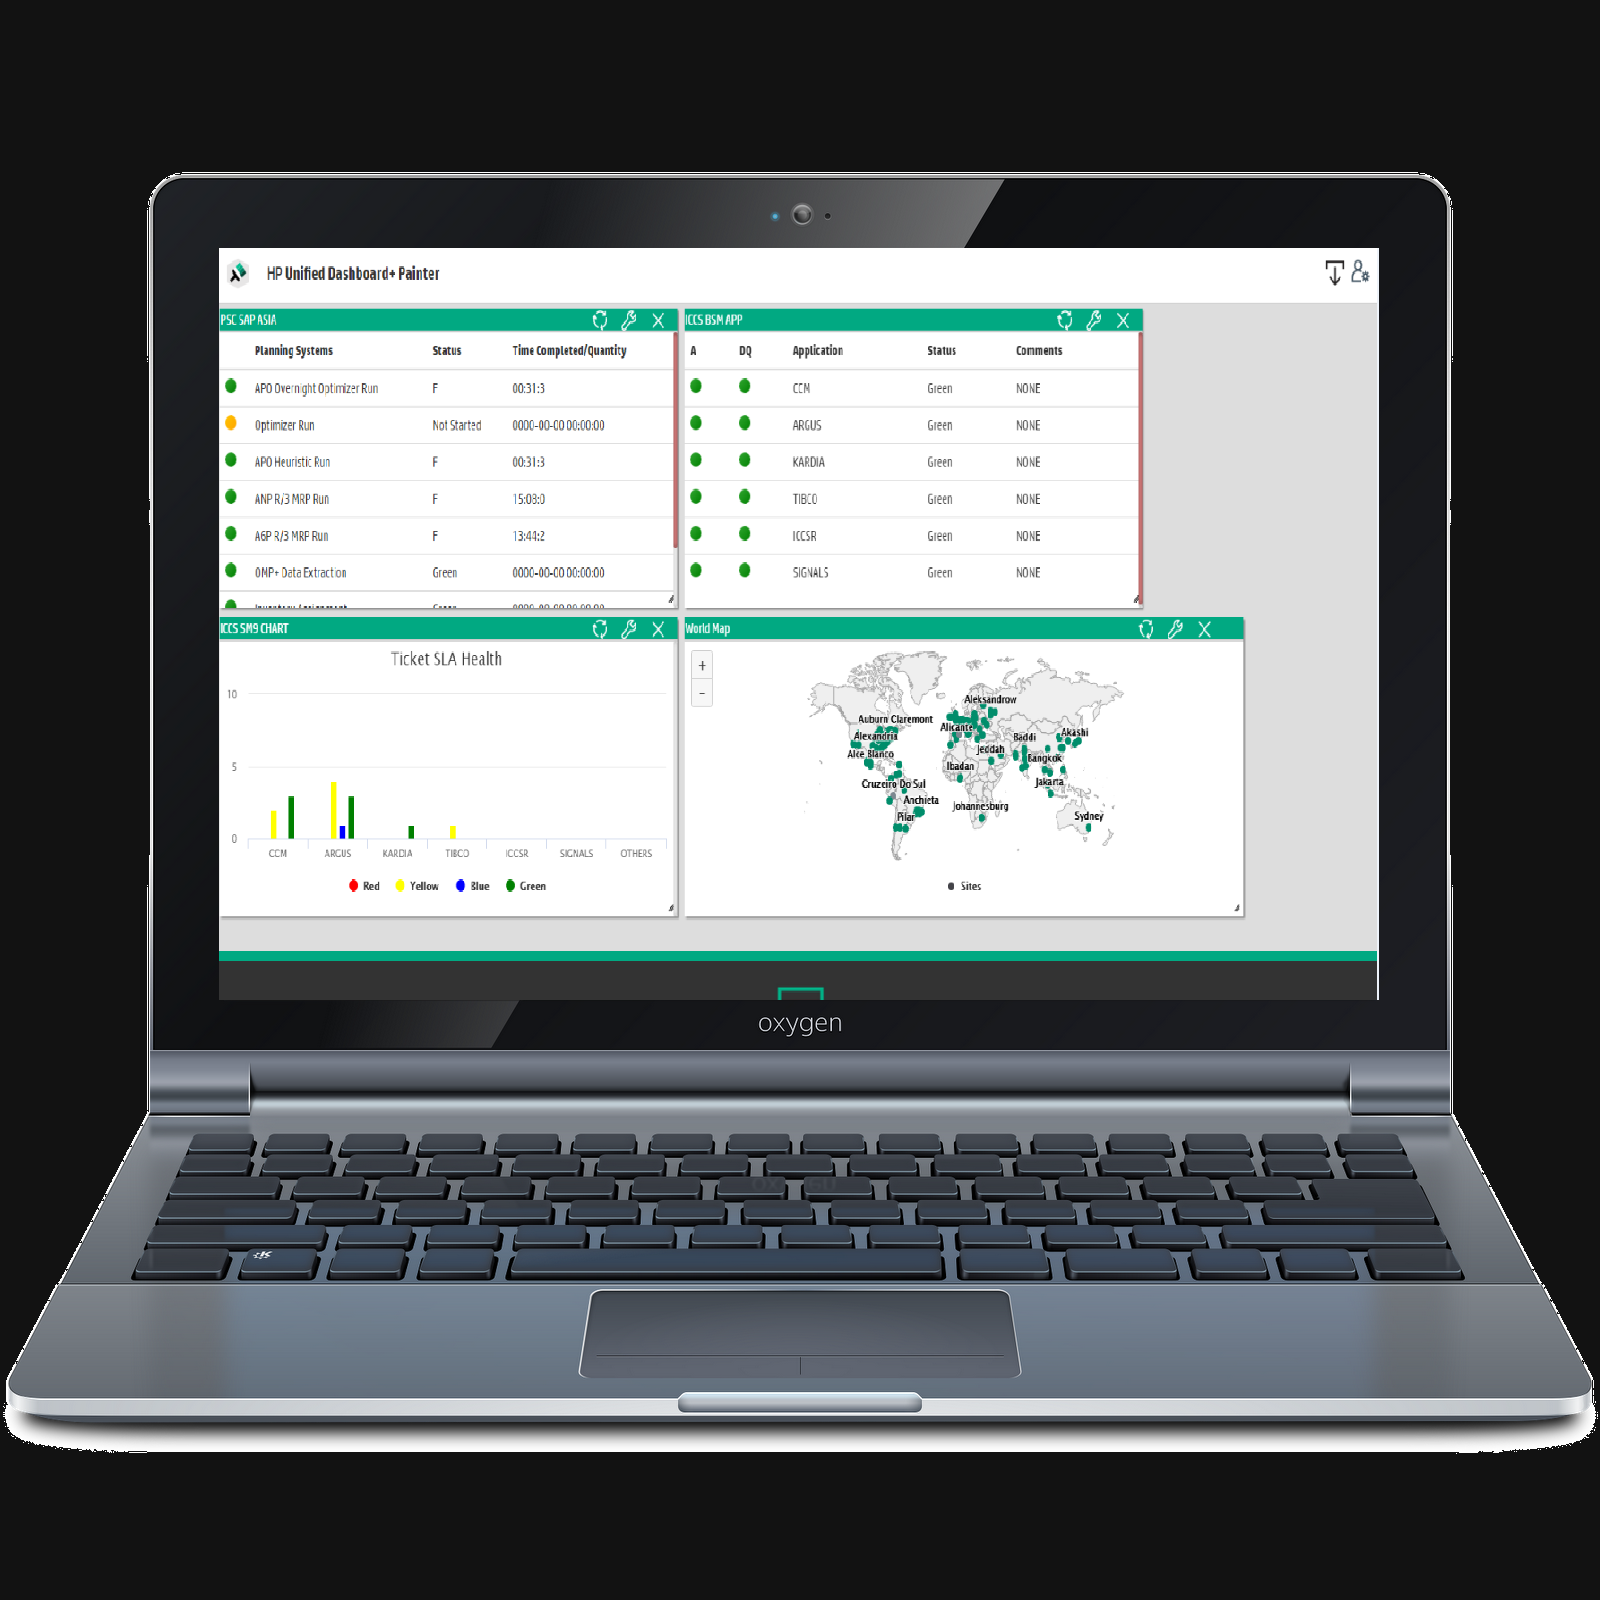 HP Unified Dashboard+ Painter
PSC SAP ASIA
Planning Systems Status Time Completed/Quantity
APO Overnight Optimizer Run F 00:31:3
Optimizer Run Not Started 0000-00-00 00:00:00
APO Heuristic Run F 00:31:3
ANP R/3 MRP Run F 15:08:0
A6P R/3 MRP Run F 13:44:2
OMP+ Data Extraction Green 0000-00-00 00:00:00
ICCS BSM APP
A DQ Application Status Comments
CCM Green NONE
ARGUS Green NONE
KARDIA Green NONE
TIBCO Green NONE
ICCSR Green NONE
SIGNALS Green NONE
ICCS SM9 CHART
Ticket SLA Health
10
5
0
CCM ARGUS KARDIA TIBCO ICCSR SIGNALS OTHERS
Red Yellow Blue Green
World Map
+
-
Aleksandrow
Auburn Claremont
Alicante
Alexandria
Baddi
Akashi
Alce Blanco
Jeddah
Bangkok
Ibadan
Cruzeiro Do Sul
Jakarta
Anchieta
Johannesburg
Pilar
Sydney
Sites
oxygen